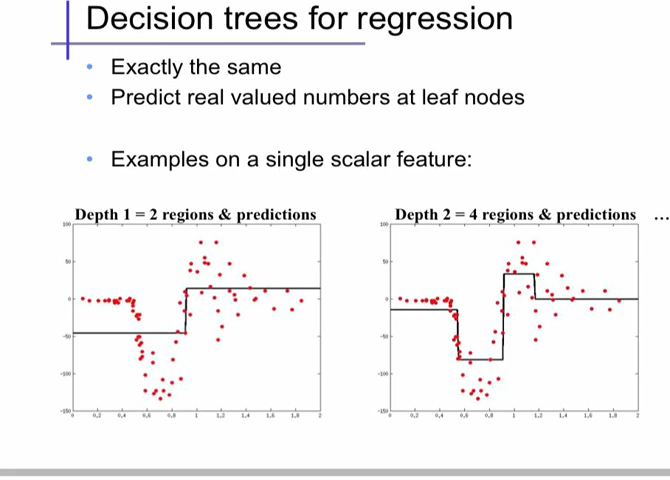 Decision trees for regression
• Exactly the same
• Predict real valued numbers at leaf nodes
• Examples on a single scalar feature:
Depth 1 = 2 regions & predictions
Depth 2 = 4 regions & predictions ...
100
50
0
-50
-100
-150
0 0.2 0.4 0.6 0.8 1 1.2 1.4 1.6 1.8 2
100
50
0
-50
-100
-150
0 0.2 0.4 0.6 0.8 1 1.2 1.4 1.6 1.8 2